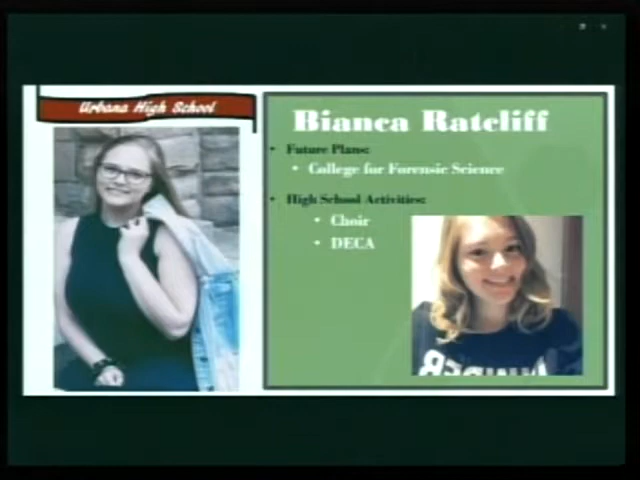 Urbana High School
Bianca Ratcliff
• Future Plans:
• College for Forensic Science
• High School Activities:
• Choir
• DECA